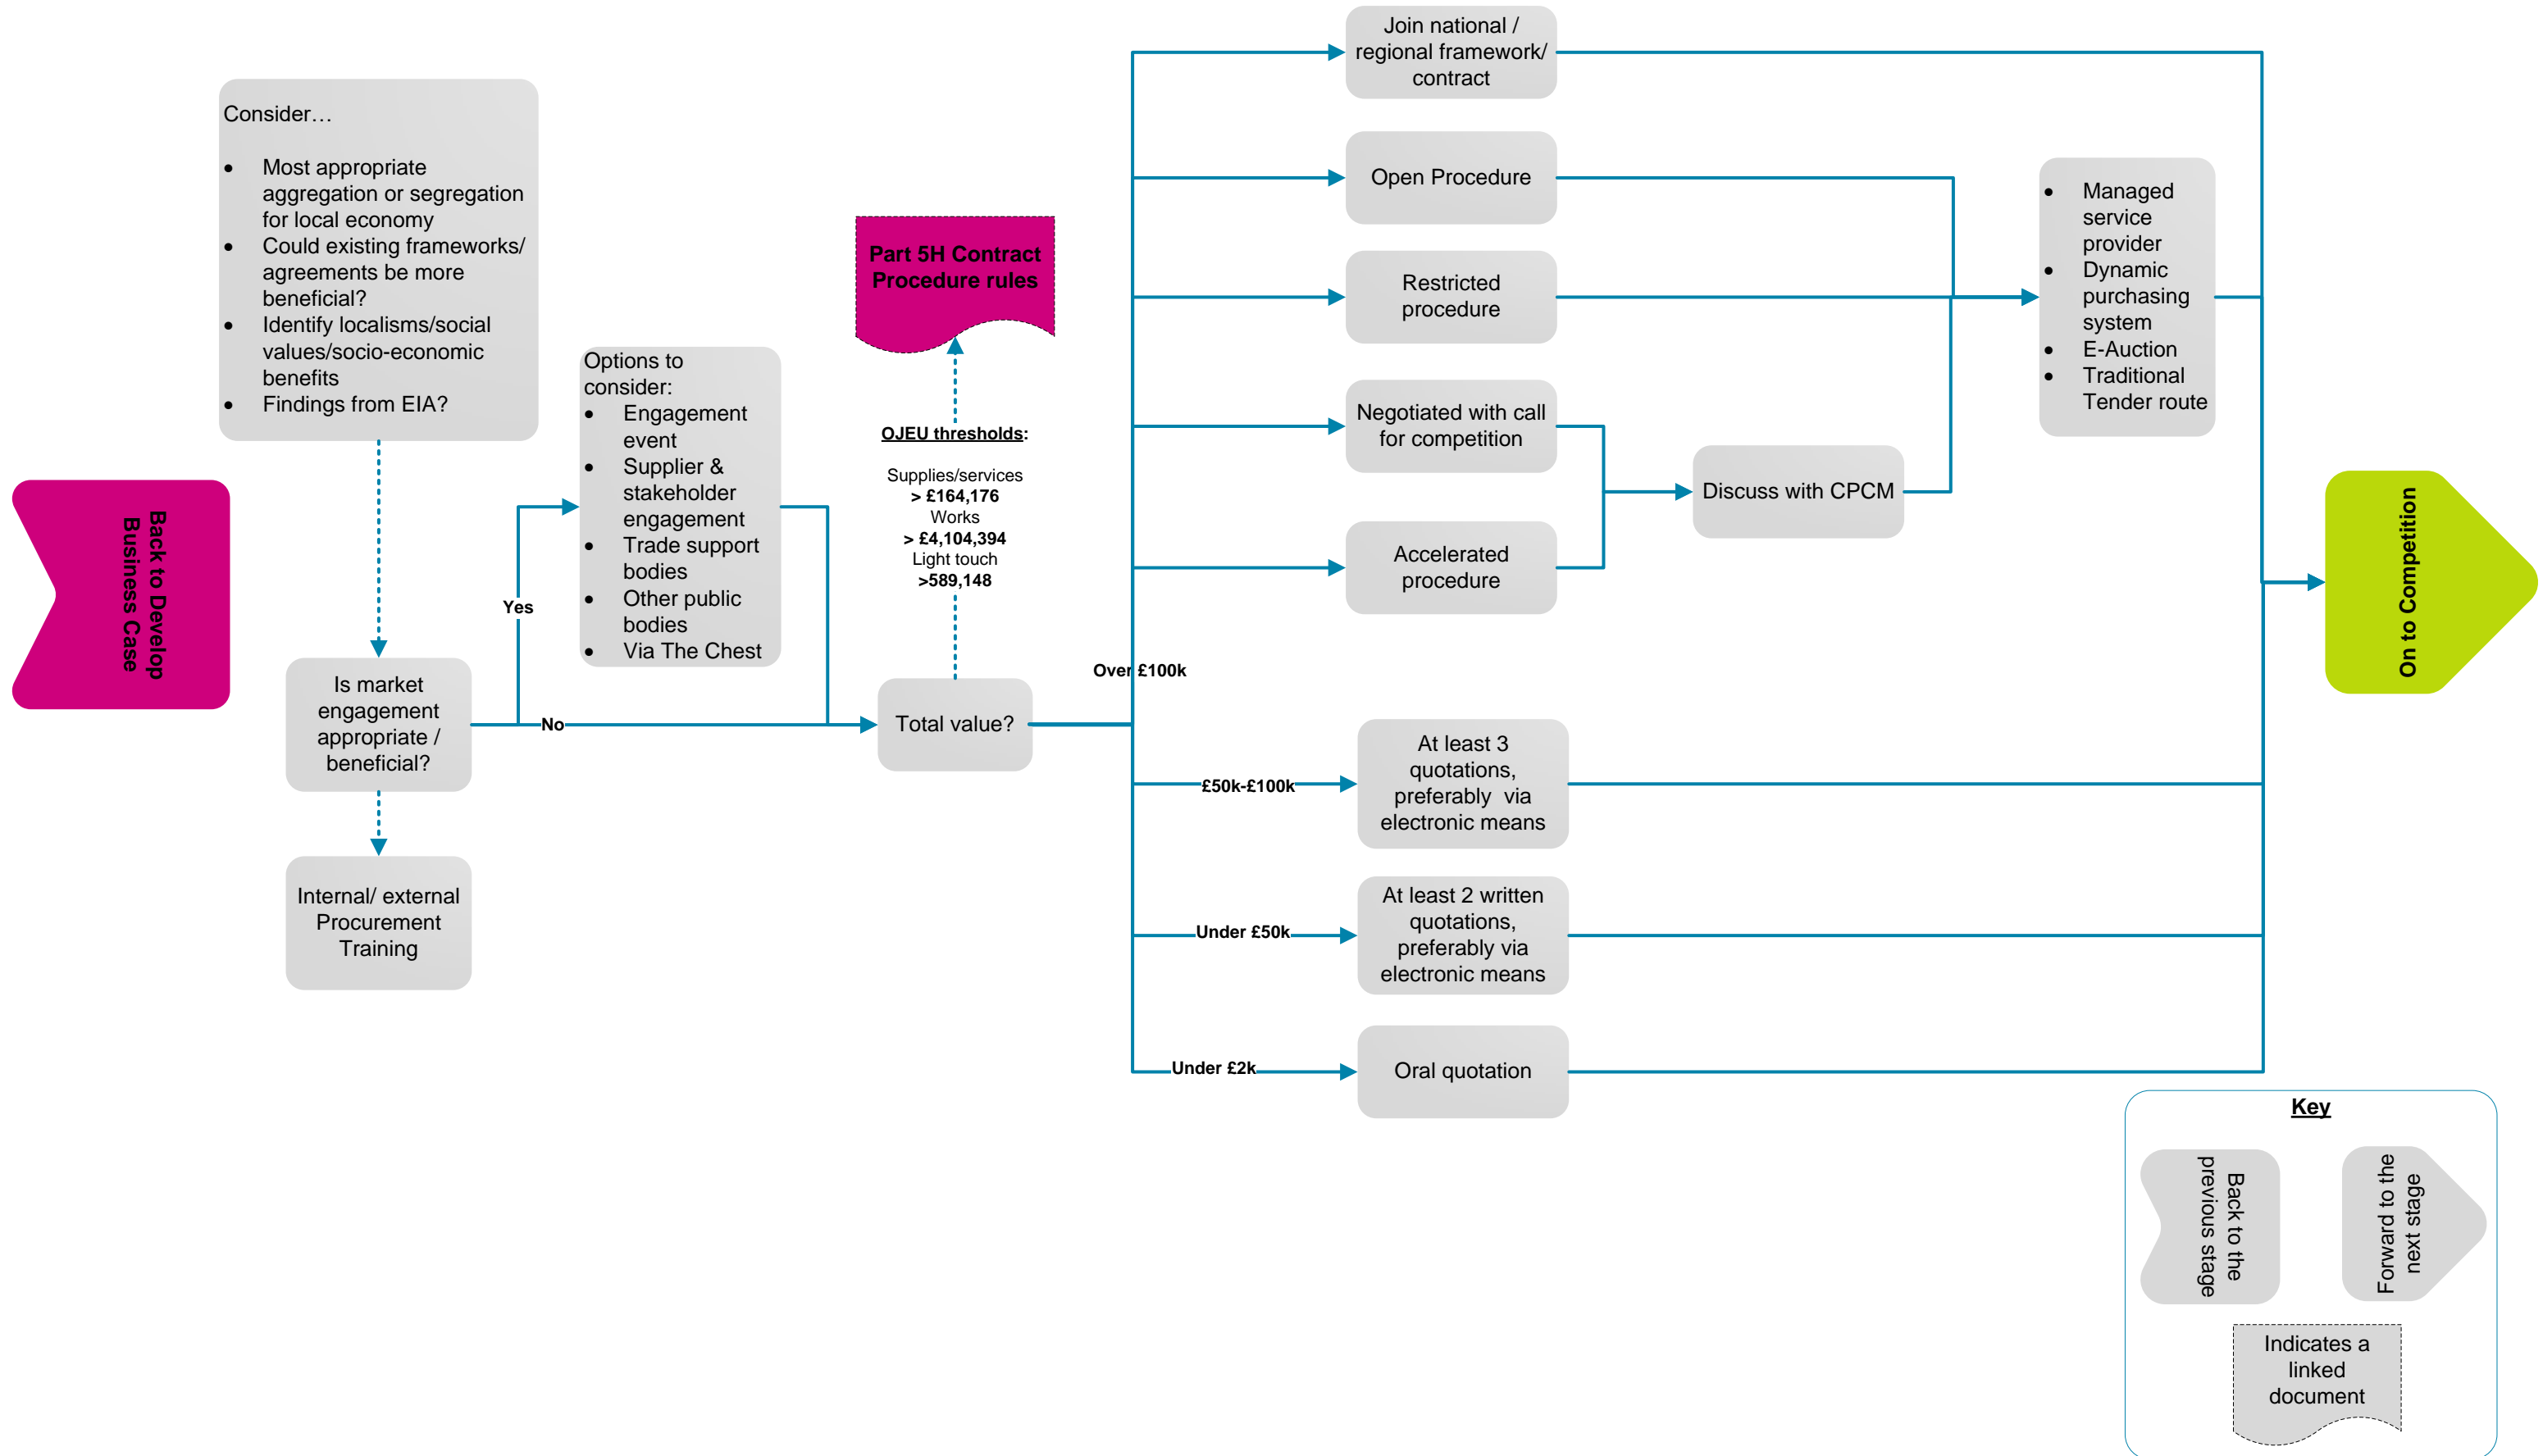 Back to Develop
Business Case
Consider…
• Most appropriate
aggregation or segregation
for local economy
• Could existing frameworks/
agreements be more
beneficial?
• Identify localisms/social
values/socio-economic
benefits
• Findings from EIA?
Is market
engagement
appropriate /
beneficial?
Internal/ external
Procurement
Training
Yes
No
Options to
consider:
• Engagement
event
• Supplier &
stakeholder
engagement
• Trade support
bodies
• Other public
bodies
• Via The Chest
Part 5H Contract
Procedure rules
OJEU thresholds:
Supplies/services
> £164,176
Works
> £4,104,394
Light touch
>589,148
Total value?
Over £100k
£50k-£100k
Under £50k
Under £2k
Join national /
regional framework/
contract
Open Procedure
Restricted
procedure
Negotiated with call
for competition
Accelerated
procedure
Discuss with CPCM
• Managed
service
provider
• Dynamic
purchasing
system
• E-Auction
• Traditional
Tender route
At least 3
quotations,
preferably  via
electronic means
At least 2 written
quotations,
preferably via
electronic means
Oral quotation
On to Competition
Key
Back to the
previous stage
Forward to the
next stage
Indicates a
linked
document